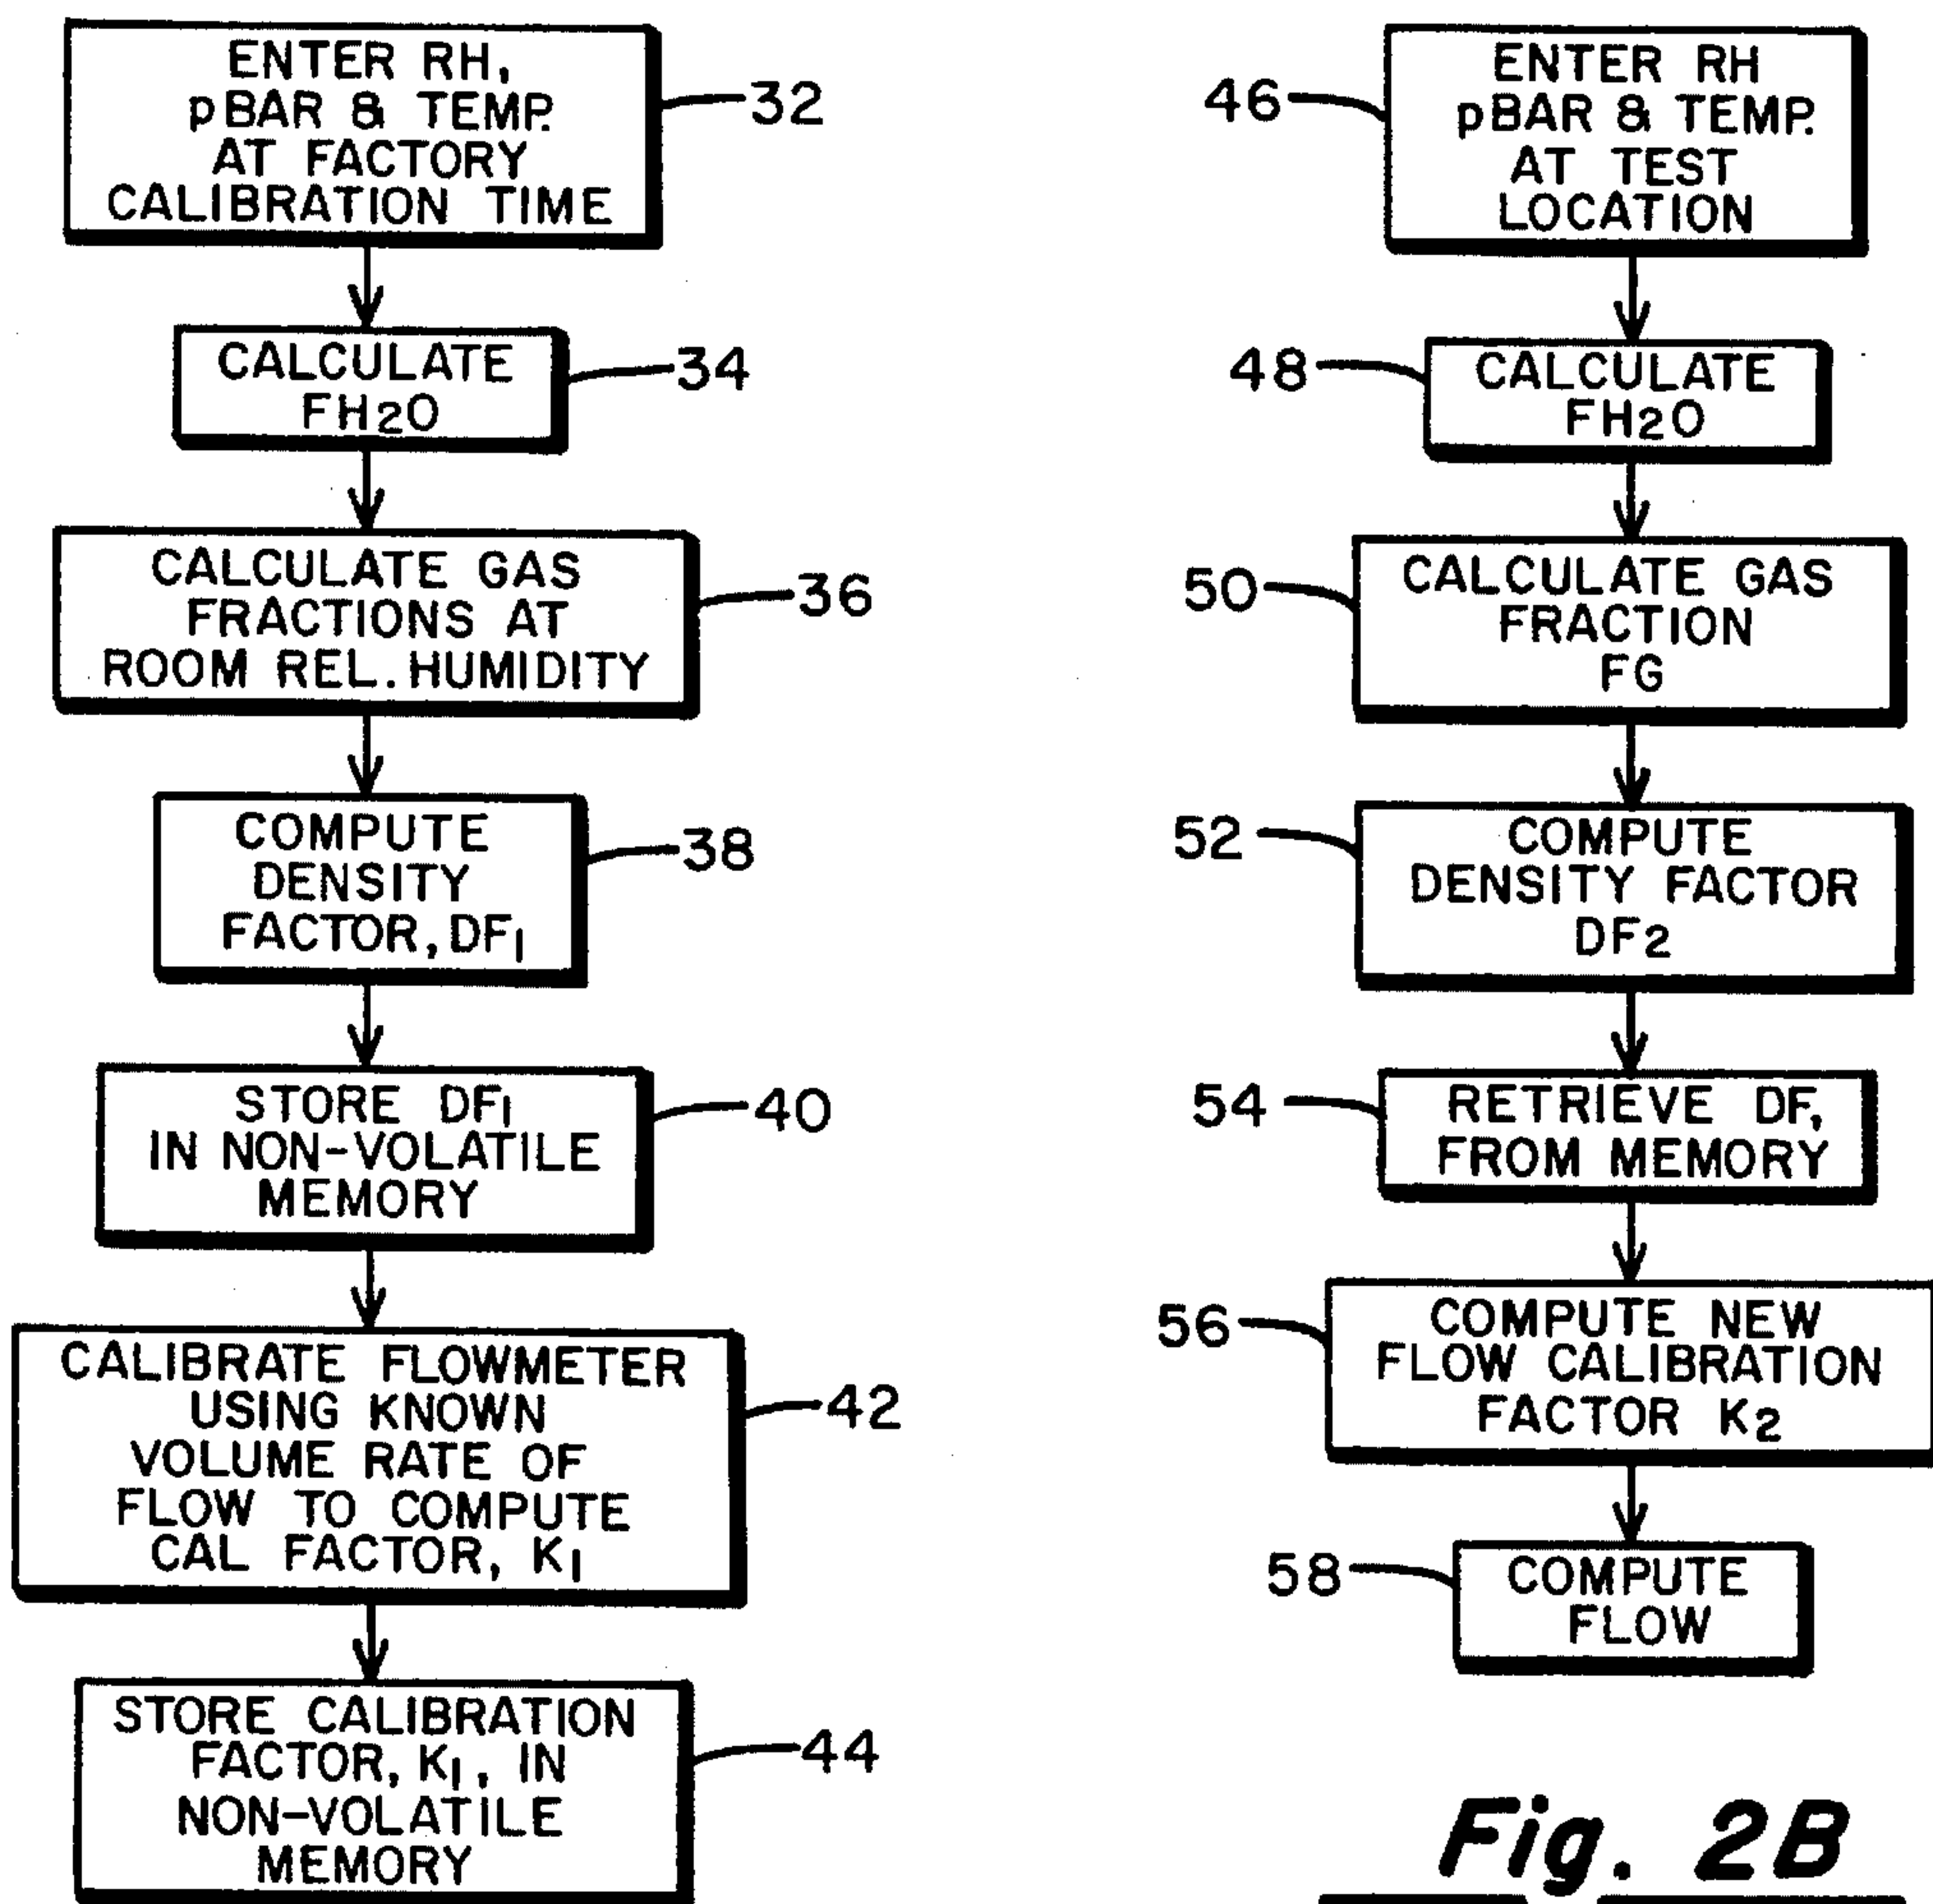 ENTER RH,
pBAR & TEMP.
AT FACTORY
CALIBRATION TIME
32
CALCULATE
FH2O
34
CALCULATE GAS
FRACTIONS AT
ROOM REL. HUMIDITY
36
COMPUTE
DENSITY
FACTOR, DF1
38
STORE DF1
IN NON-VOLATILE
MEMORY
40
CALIBRATE FLOWMETER
USING KNOWN
VOLUME RATE OF
FLOW TO COMPUTE
CAL FACTOR, K1
42
STORE CALIBRATION
FACTOR, K1, IN
NON-VOLATILE
MEMORY
44
46
ENTER RH
pBAR & TEMP.
AT TEST
LOCATION
48
CALCULATE
FH2O
50
CALCULATE GAS
FRACTION
FG
52
COMPUTE
DENSITY FACTOR
DF2
54
RETRIEVE DF,
FROM MEMORY
56
COMPUTE NEW
FLOW CALIBRATION
FACTOR K2
58
COMPUTE
FLOW
Fig. 2B